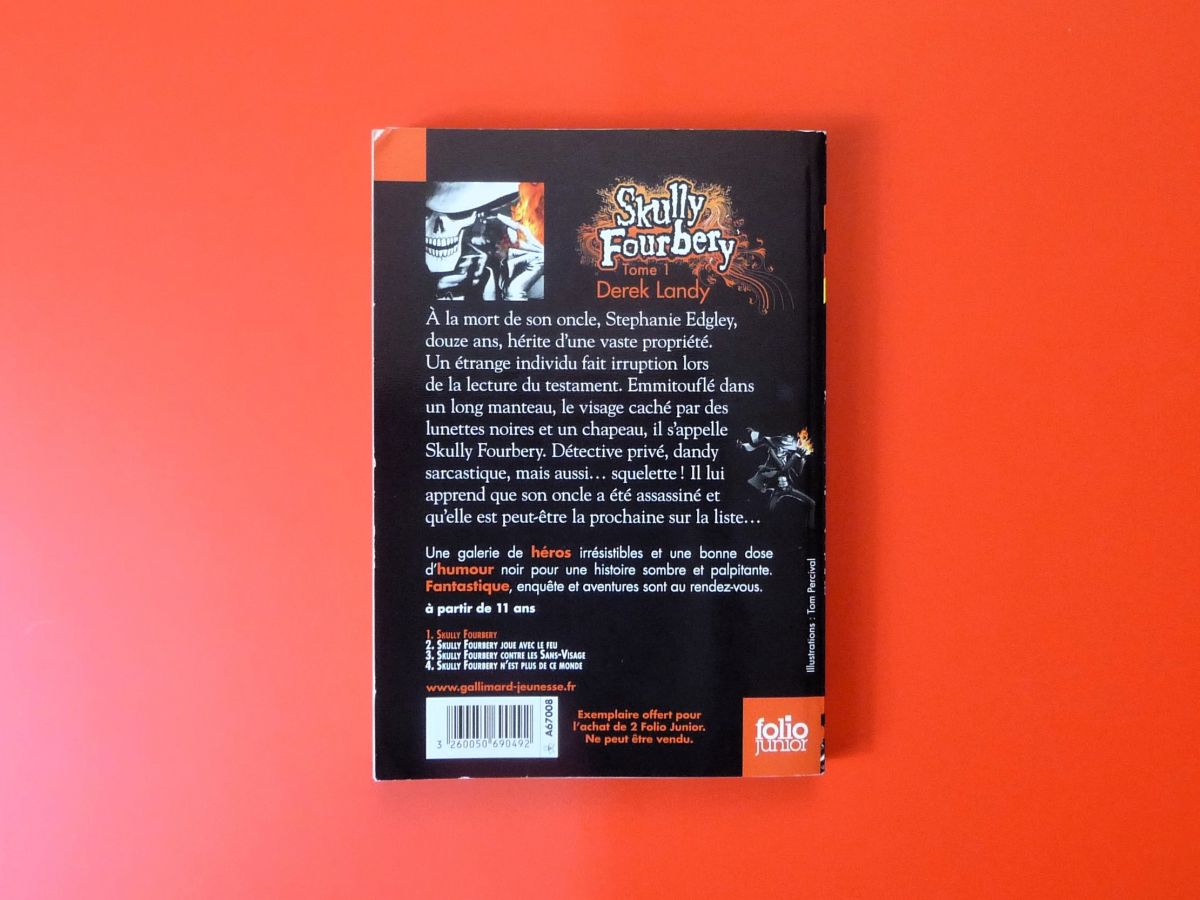 Skully
Fourbery
Tome 1
Derek Landy
À la mort de son oncle, Stephanie Edgley,
douze ans, hérite d'une vaste propriété.
Un étrange individu fait irruption lors
de la lecture du testament. Emmitouflé dans
un long manteau, le visage caché par des
lunettes noires et un chapeau, il s'appelle
Skully Fourbery. Détective privé, dandy
sarcastique, mais aussi… squelette ! Il lui
apprend que son oncle a été assassiné et
qu'elle est peut-être la prochaine sur la liste…
Une galerie de héros irrésistibles et une bonne dose
d'humour noir pour une histoire sombre et palpitante.
Fantastique, enquête et aventures sont au rendez-vous.
à partir de 11 ans
1. Skully Fourbery
2. Skully Fourbery joue avec le feu
3. Skully Fourbery contre les Sans-Visage
4. Skully Fourbery n'est plus de ce monde
www.gallimard-jeunesse.fr
3 260050 690492
A67008
Exemplaire offert pour
l'achat de 2 Folio Junior.
Ne peut être vendu.
folio
junior
Illustrations : Tom Percival